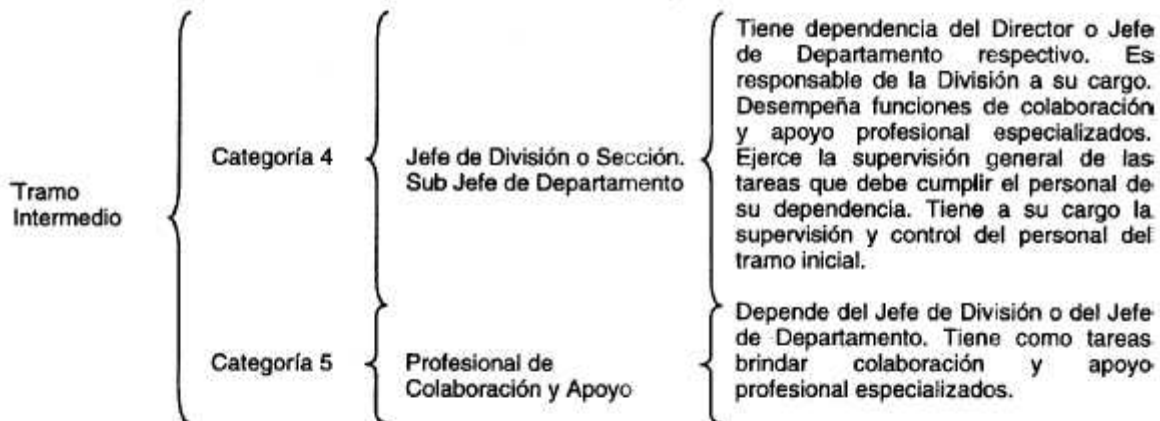 Tramo
Intermedio
Categoría 4
Jefe de División o Sección.
Sub Jefe de Departamento
Tiene dependencia del Director o Jefe
de Departamento respectivo. Es
responsable de la División a su cargo.
Desempeña funciones de colaboración
y apoyo profesional especializados.
Ejerce la supervisión general de las
tareas que debe cumplir el personal de
su dependencia. Tiene a su cargo la
supervisión y control del personal del
tramo inicial.
Categoría 5
Profesional de
Colaboración y Apoyo
Depende del Jefe de División o del Jefe
de Departamento. Tiene como tareas
brindar colaboración y apoyo
profesional especializados.